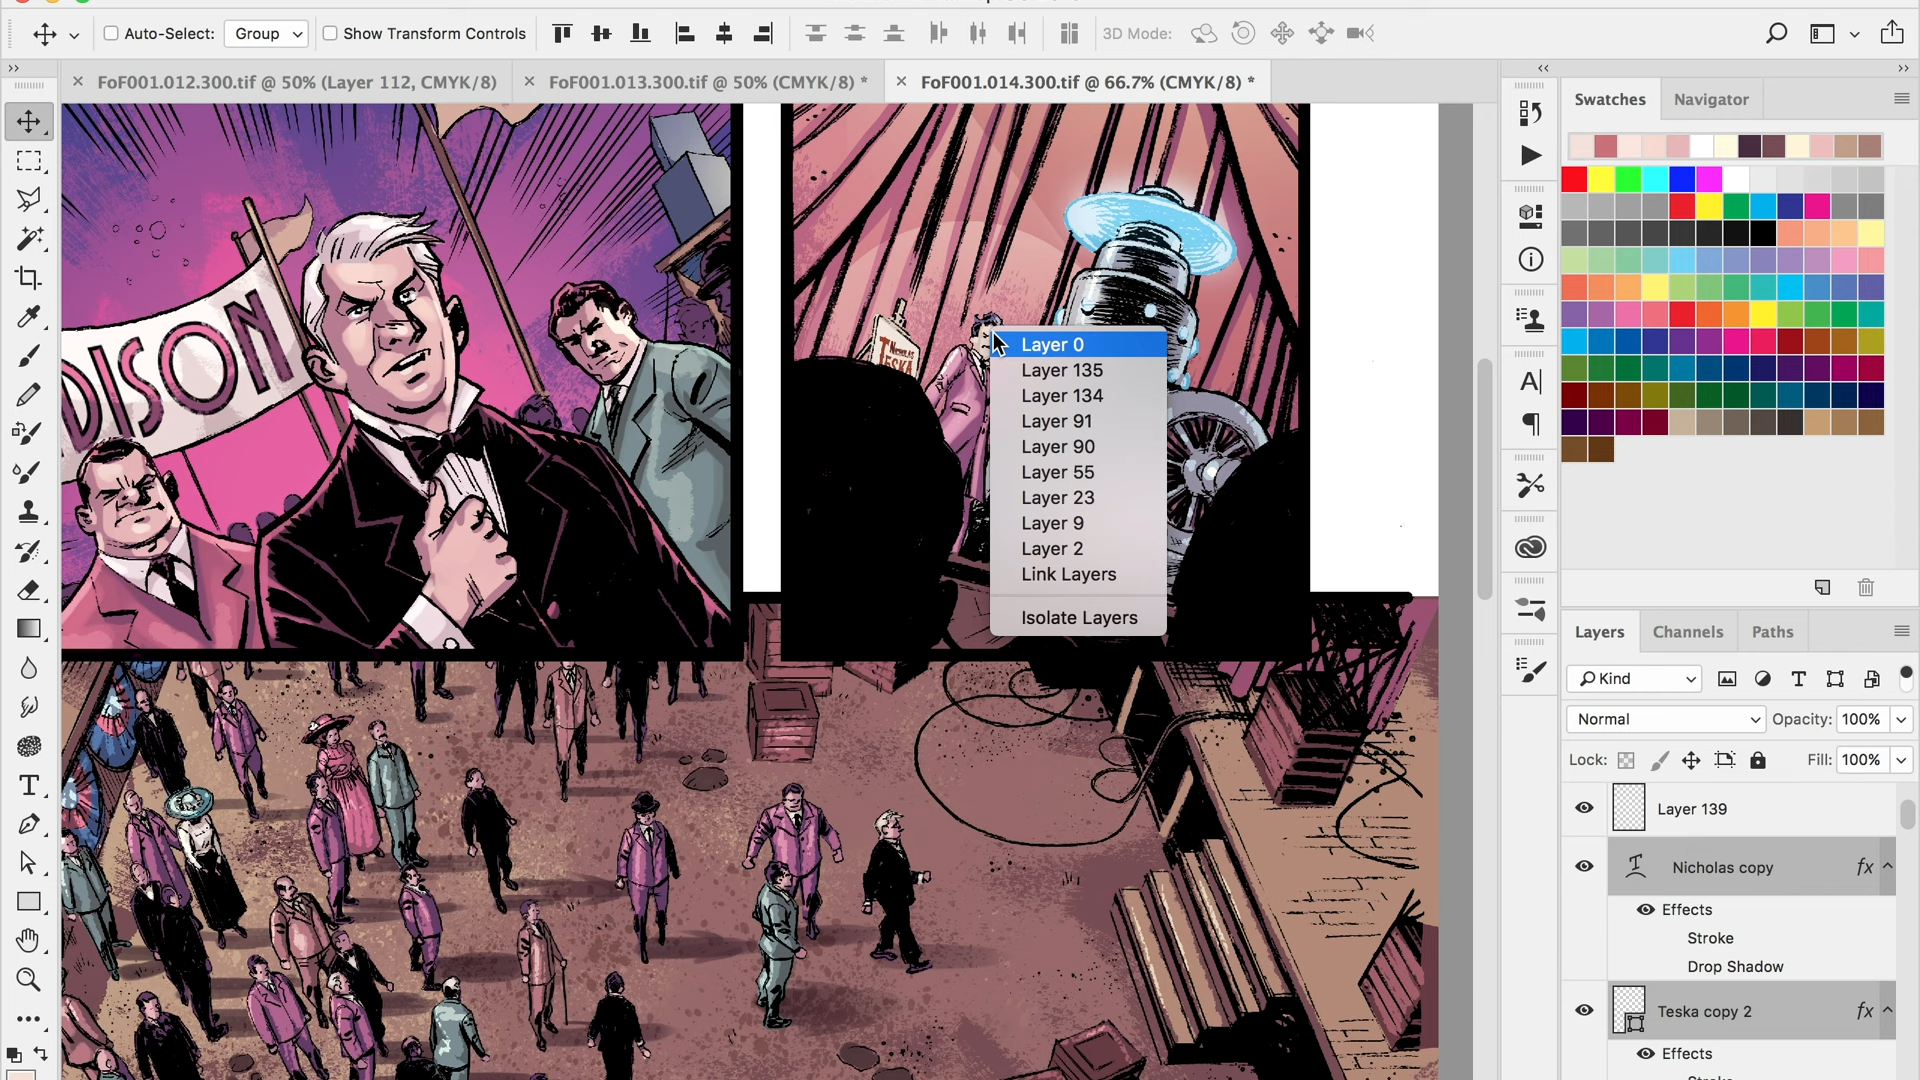 Auto-Select:
Group
Show Transform Controls
3D Mode:
FoF001.012.300.tif @ 50% (Layer 112, CMYK/8)
FoF001.013.300.tif @ 50% (CMYK/8) *
FoF001.014.300.tif @ 66.7% (CMYK/8) *
Swatches
Navigator
DISON
Layer 0
Layer 135
Layer 134
Layer 91
Layer 90
Layer 55
Layer 23
Layer 9
Layer 2
Link Layers
Isolate Layers
Layers
Channels
Paths
Kind
Normal
Opacity: 100%
Lock:
Fill: 100%
Layer 139
Nicholas copy
fx
Effects
Stroke
Drop Shadow
Teska copy 2
fx
Effects